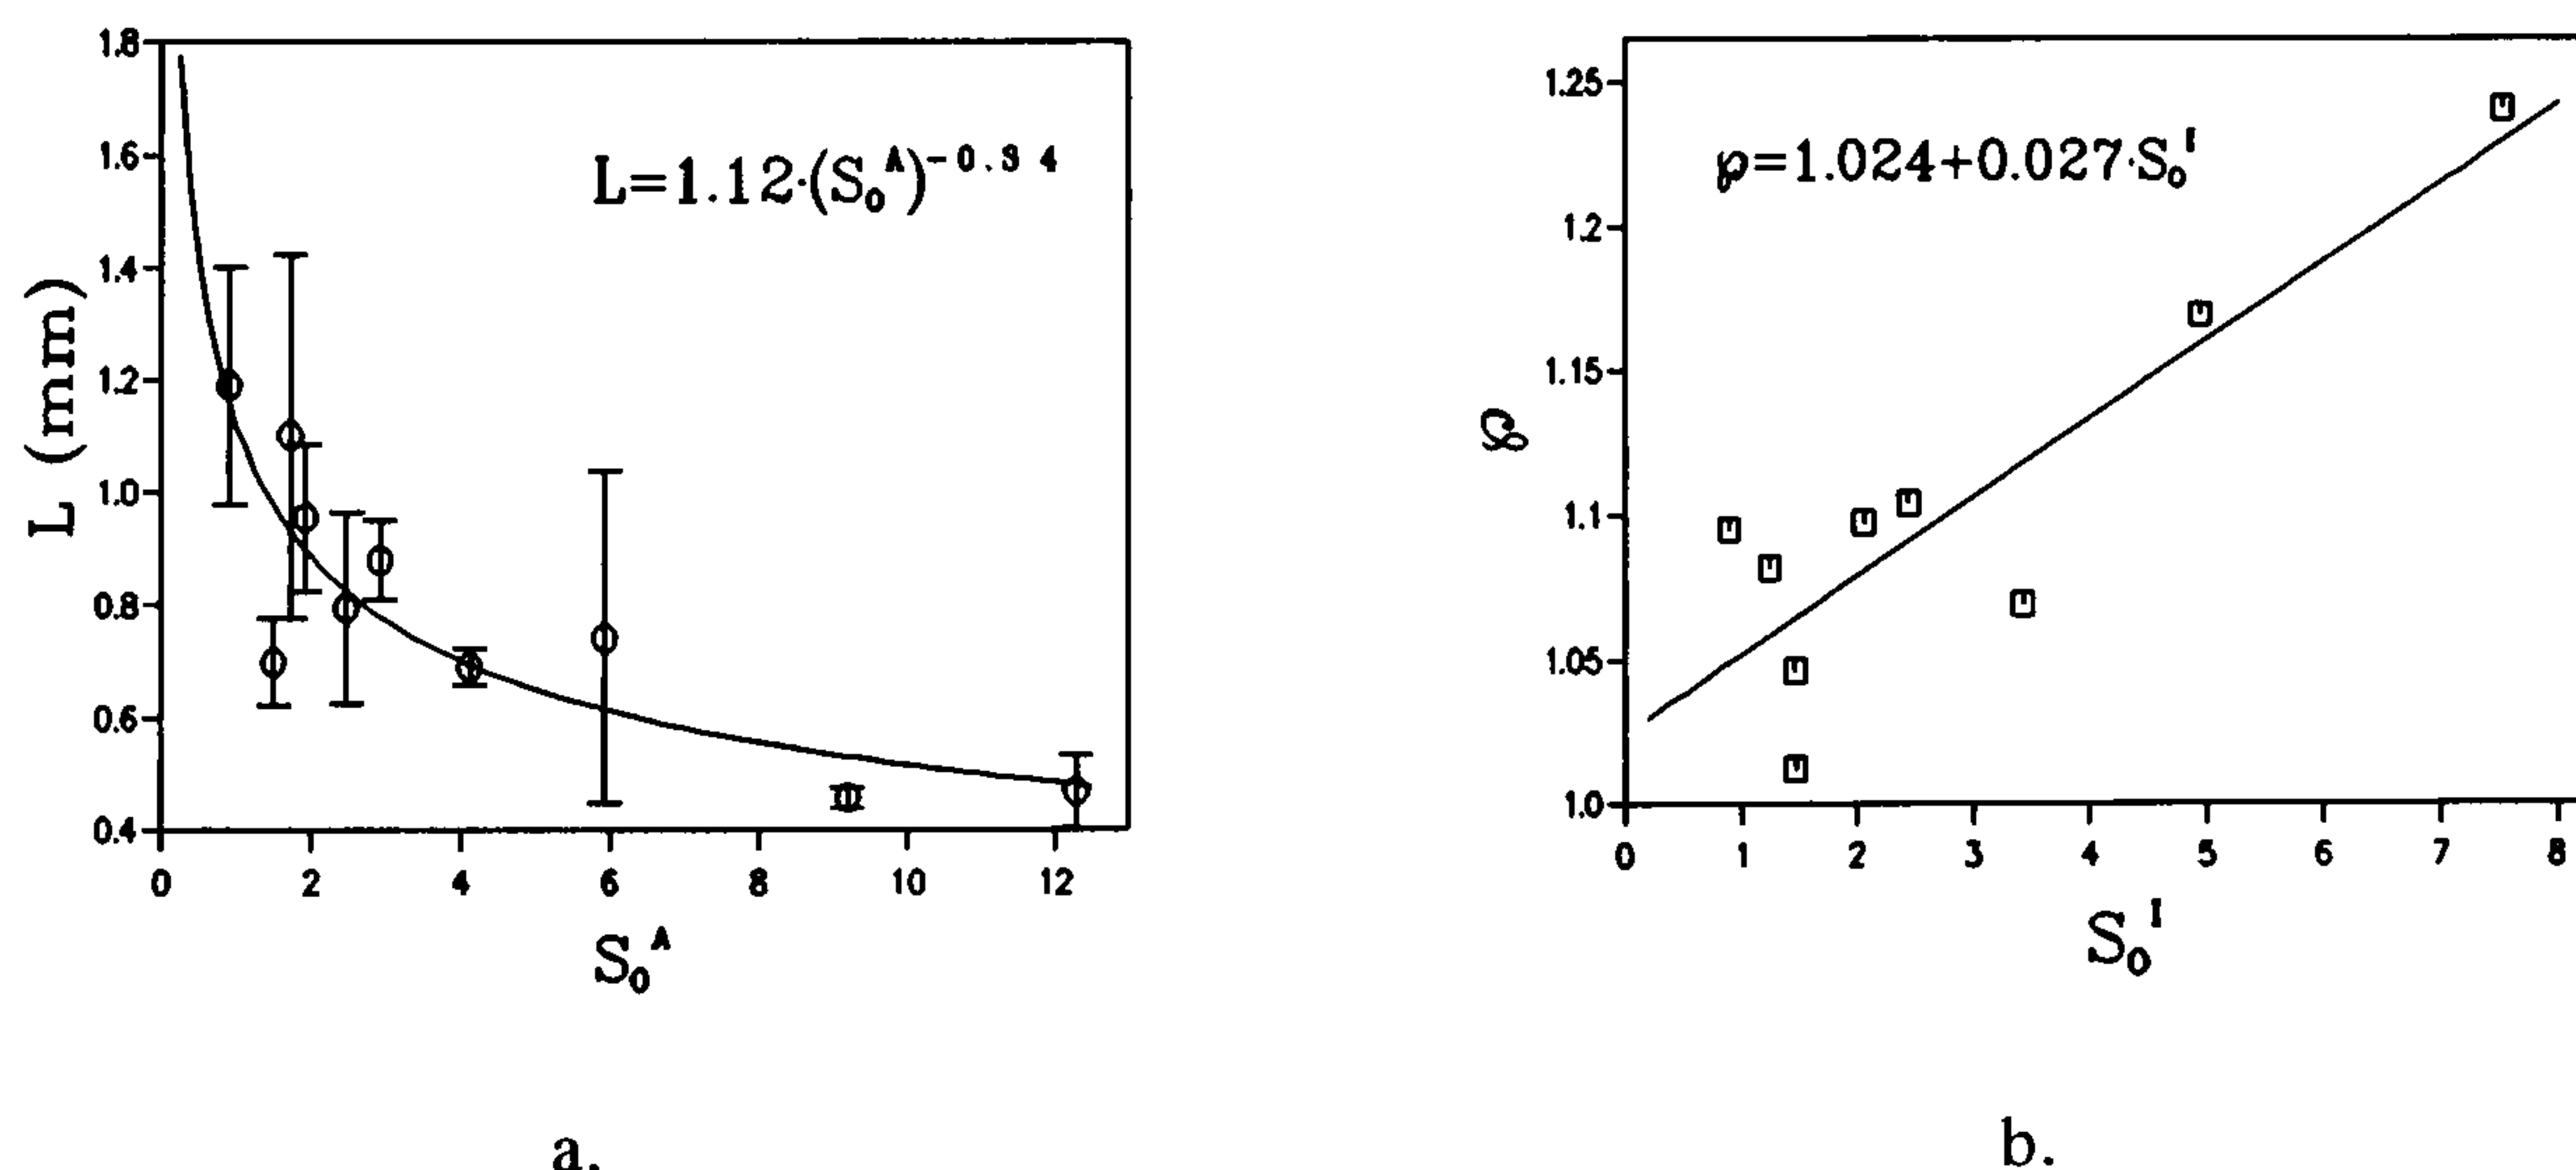 1.8
1.6
1.4
1.2
1.0
0.8
0.6
0.4
L (mm)
L=1.12·(S₀ᴬ)⁻⁰·³⁴
0 2 4 6 8 10 12
S₀ᴬ
a.
1.25
1.2
1.15
1.1
1.05
1.0
℘
℘=1.024+0.027·S₀ᴵ
0 1 2 3 4 5 6 7 8
S₀ᴵ
b.